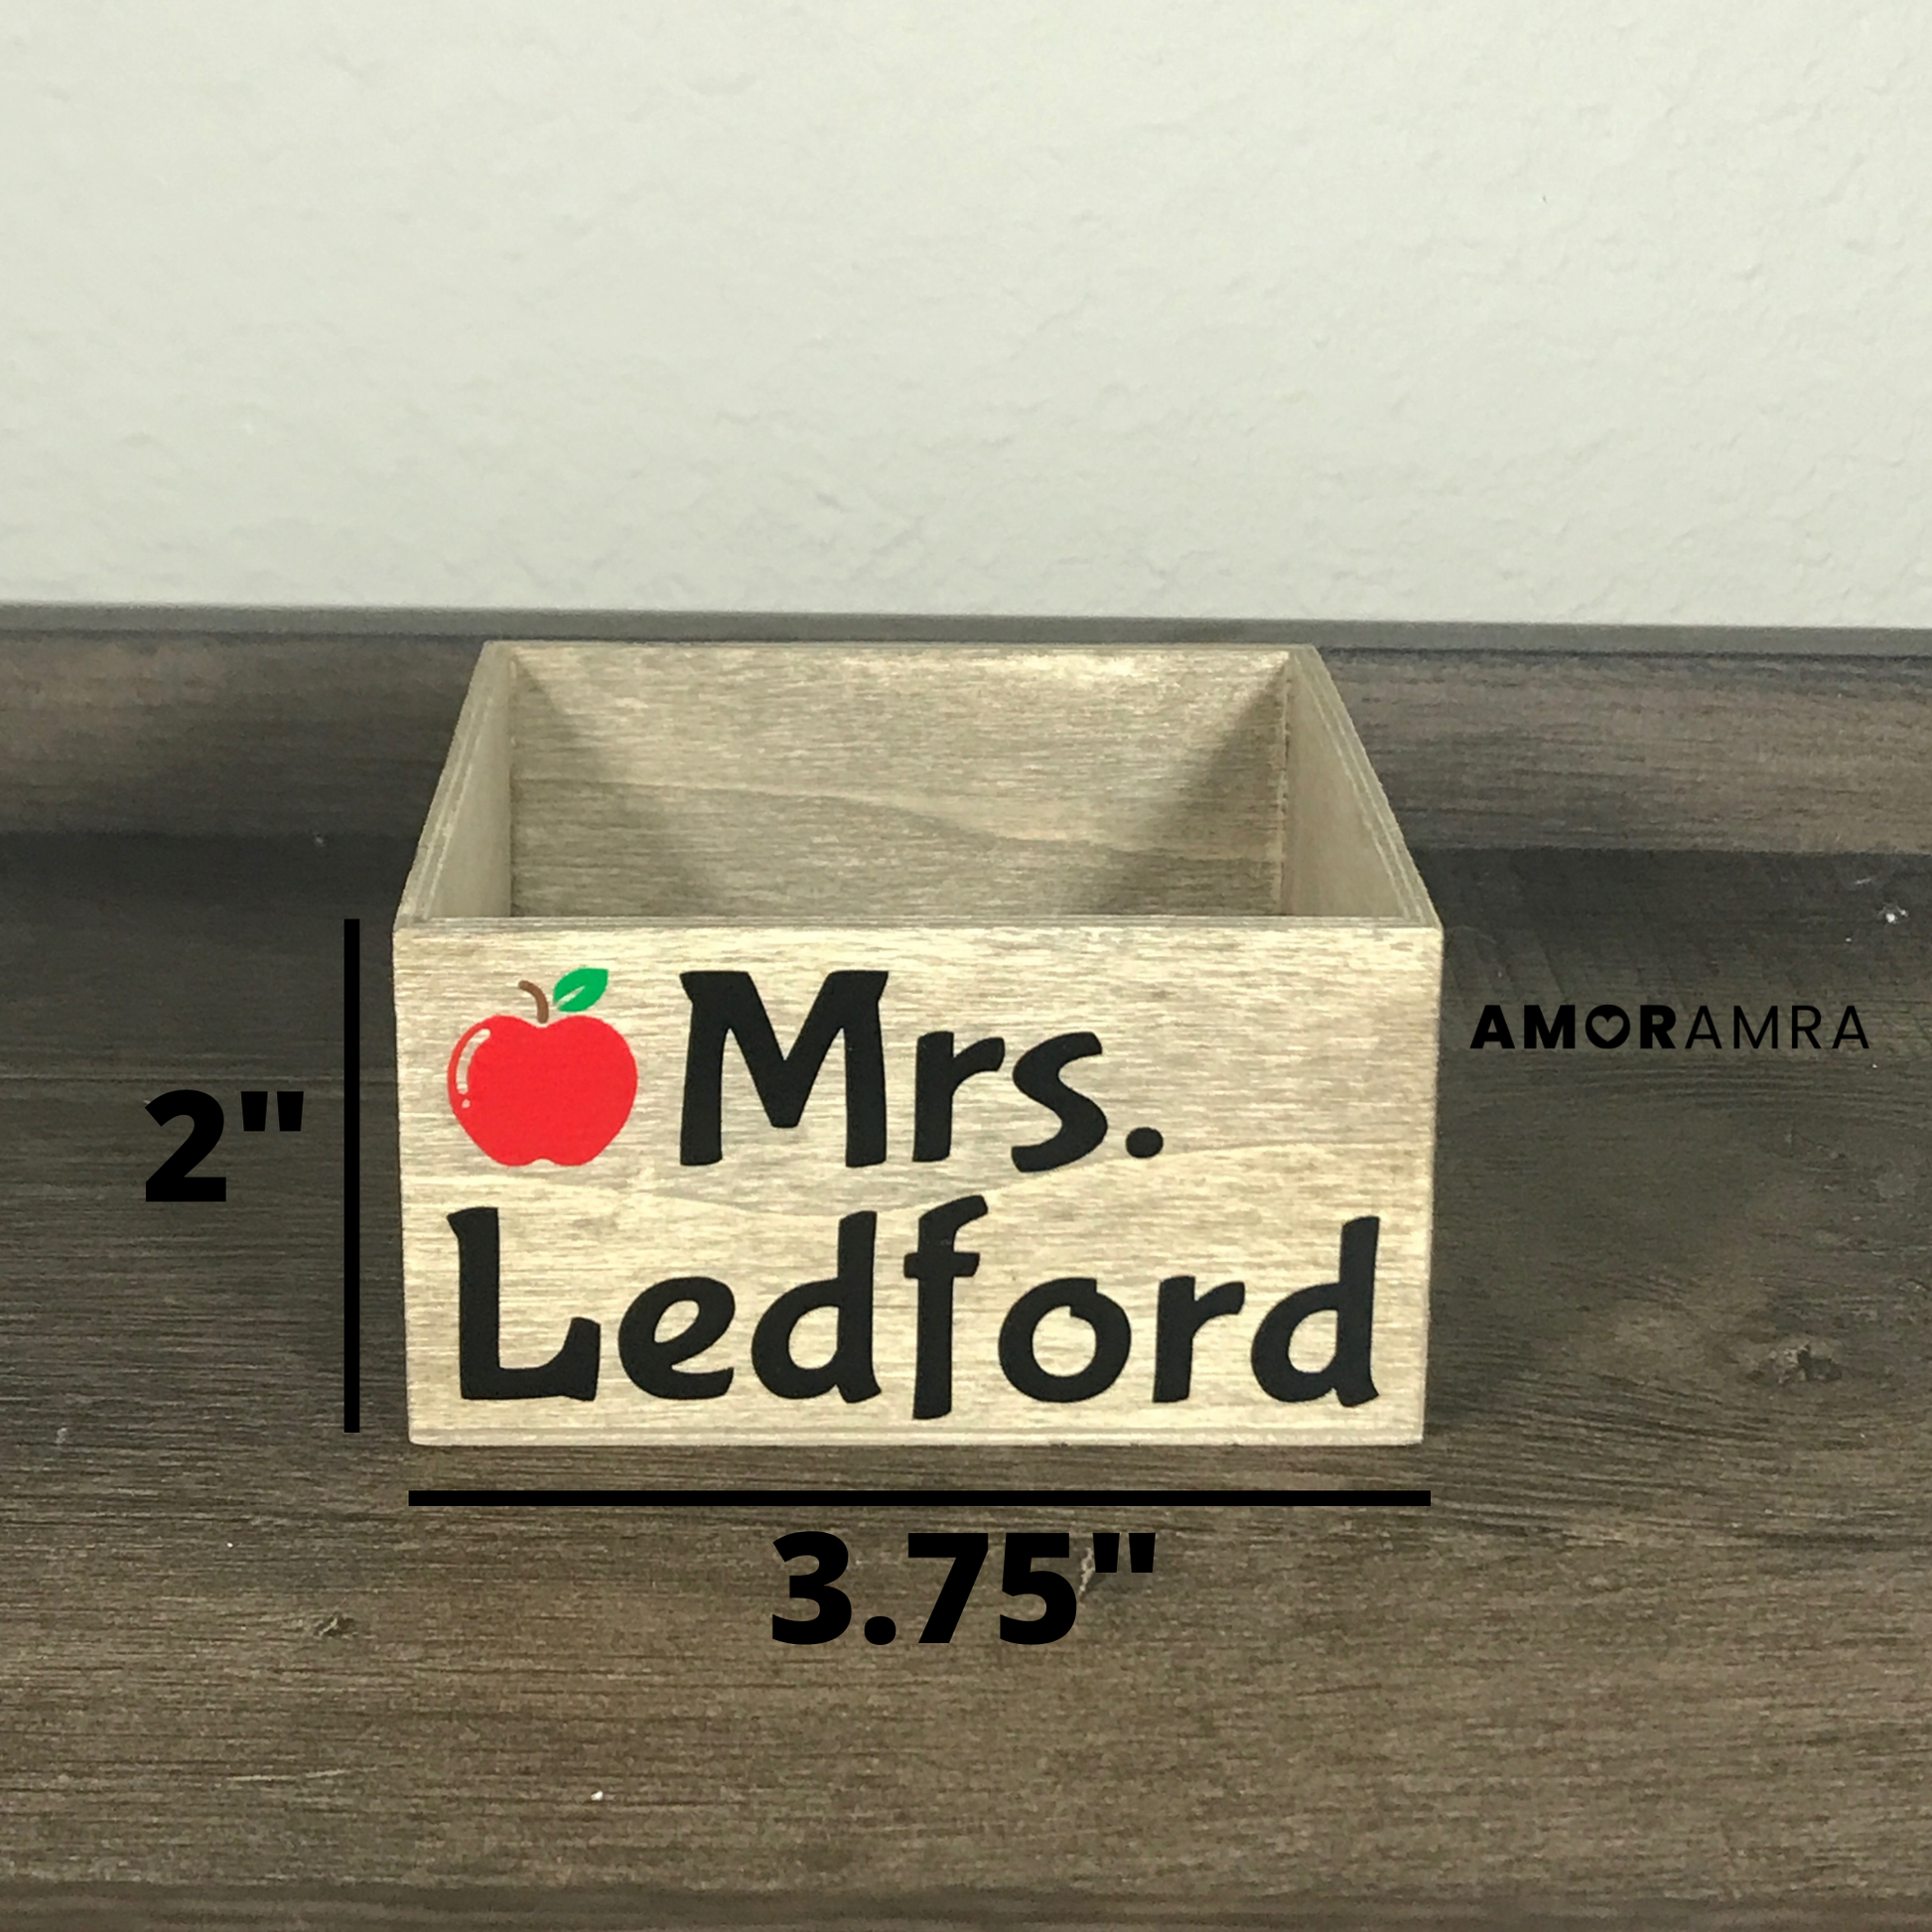 Mrs.
Ledford
AMORAMRA
2"
3.75"